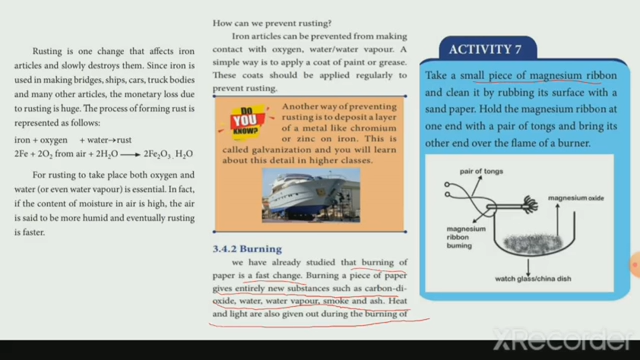 Rusting is one change that affects iron
articles and slowly destroys them. Since iron is
used in making bridges, ships, cars, truck bodies
and many other articles, the monetary loss due
to rusting is huge. The process of forming rust is
represented as follows:
iron + oxygen + water→rust
2Fe + 2O₂ from air + 2H₂O ⟶ 2Fe₂O₃ H₂O
For rusting to take place both oxygen and
water (or even water vapour) is essential. In fact,
if the content of moisture in air is high, the air
is said to be more humid and eventually rusting
is faster.
How can we prevent rusting?
Iron articles can be prevented from making
contact with oxygen, water/water vapour. A
simple way is to apply a coat of paint or grease.
These coats should be applied regularly to
prevent rusting.
DO
YOU
KNOW?
Another way of preventing
rusting is to deposit a layer
of a metal like chromium
or zinc on iron. This is
called galvanization and you will learn
about this detail in higher classes.
3.4.2 Burning
we have already studied that burning of
paper is a fast change. Burning a piece of paper
gives entirely new substances such as carbon-di-
oxide, water, water vapour, smoke and ash. Heat
and light are also given out during the burning of
ACTIVITY 7
Take a small piece of magnesium ribbon
and clean it by rubbing its surface with a
sand paper. Hold the magnesium ribbon at
one end with a pair of tongs and bring its
other end over the flame of a burner.
pair of tongs
magnesium oxide
magnesium
ribbon
buming
watch glass/china dish
XRecorder